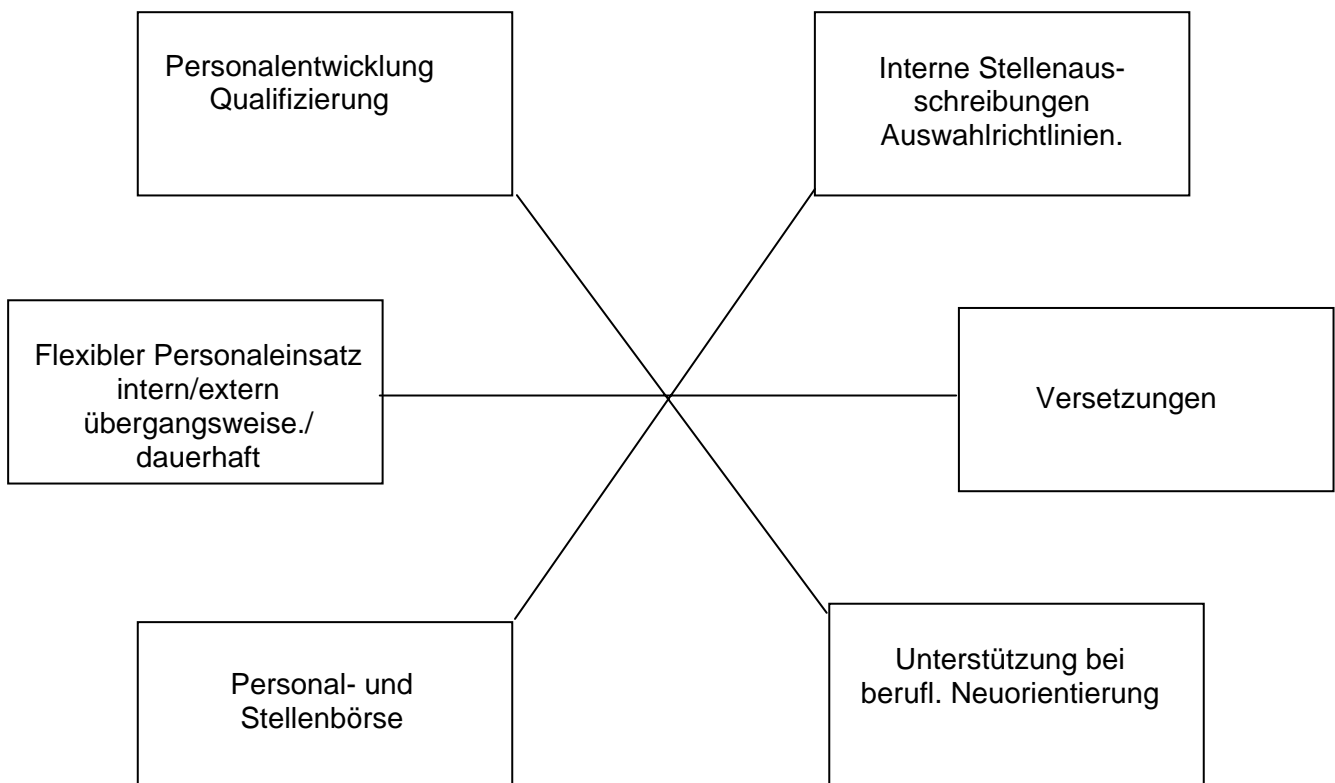 Personalentwicklung
Qualifizierung
Interne Stellenaus-
schreibungen
Auswahlrichtlinien.
Flexibler Personaleinsatz
intern/extern
übergangsweise./
dauerhaft
Versetzungen
Personal- und
Stellenbörse
Unterstützung bei
berufl. Neuorientierung